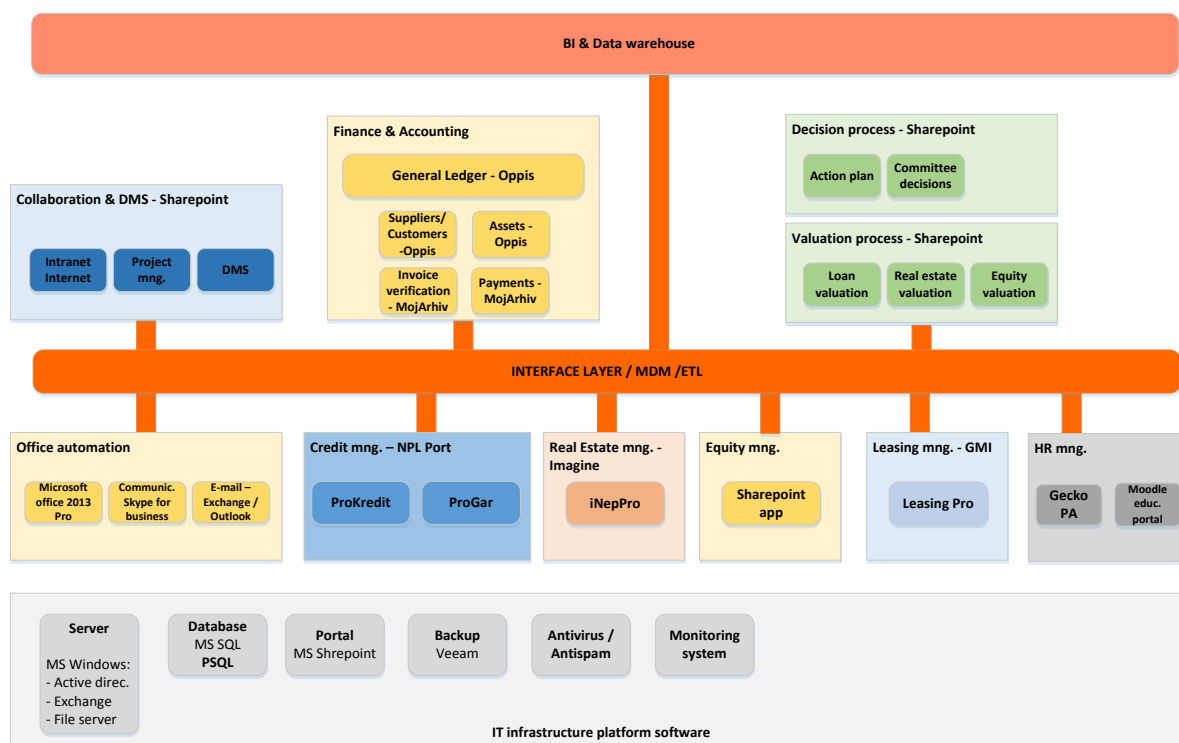 BI & Data warehouse
Finance & Accounting
General Ledger - Oppis
Suppliers/
Customers
-Oppis
Assets -
Oppis
Invoice
verification
- MojArhiv
Payments -
MojArhiv
Decision process - Sharepoint
Action plan
Committee
decisions
Collaboration & DMS - Sharepoint
Intranet
Internet
Project
mng.
DMS
Valuation process - Sharepoint
Loan
valuation
Real estate
valuation
Equity
valuation
INTERFACE LAYER / MDM /ETL
Office automation
Microsoft
office 2013
Pro
Communic.
Skype for
business
E-mail –
Exchange /
Outlook
Credit mng. – NPL Port
ProKredit
ProGar
Real Estate mng. -
Imagine
iNepPro
Equity mng.
Sharepoint
app
Leasing mng. - GMI
Leasing Pro
HR mng.
Gecko
PA
Moodle
educ.
portal
Server
MS Windows:
- Active direc.
- Exchange
- File server
Database
MS SQL
PSQL
Portal
MS Shrepoint
Backup
Veeam
Antivirus /
Antispam
Monitoring
system
IT infrastructure platform software